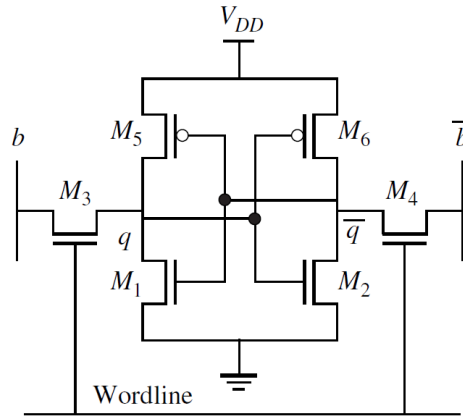 V_DD
M_5 M_6
b b̅
M_3 M_4
q q̅
M_1 M_2
Wordline